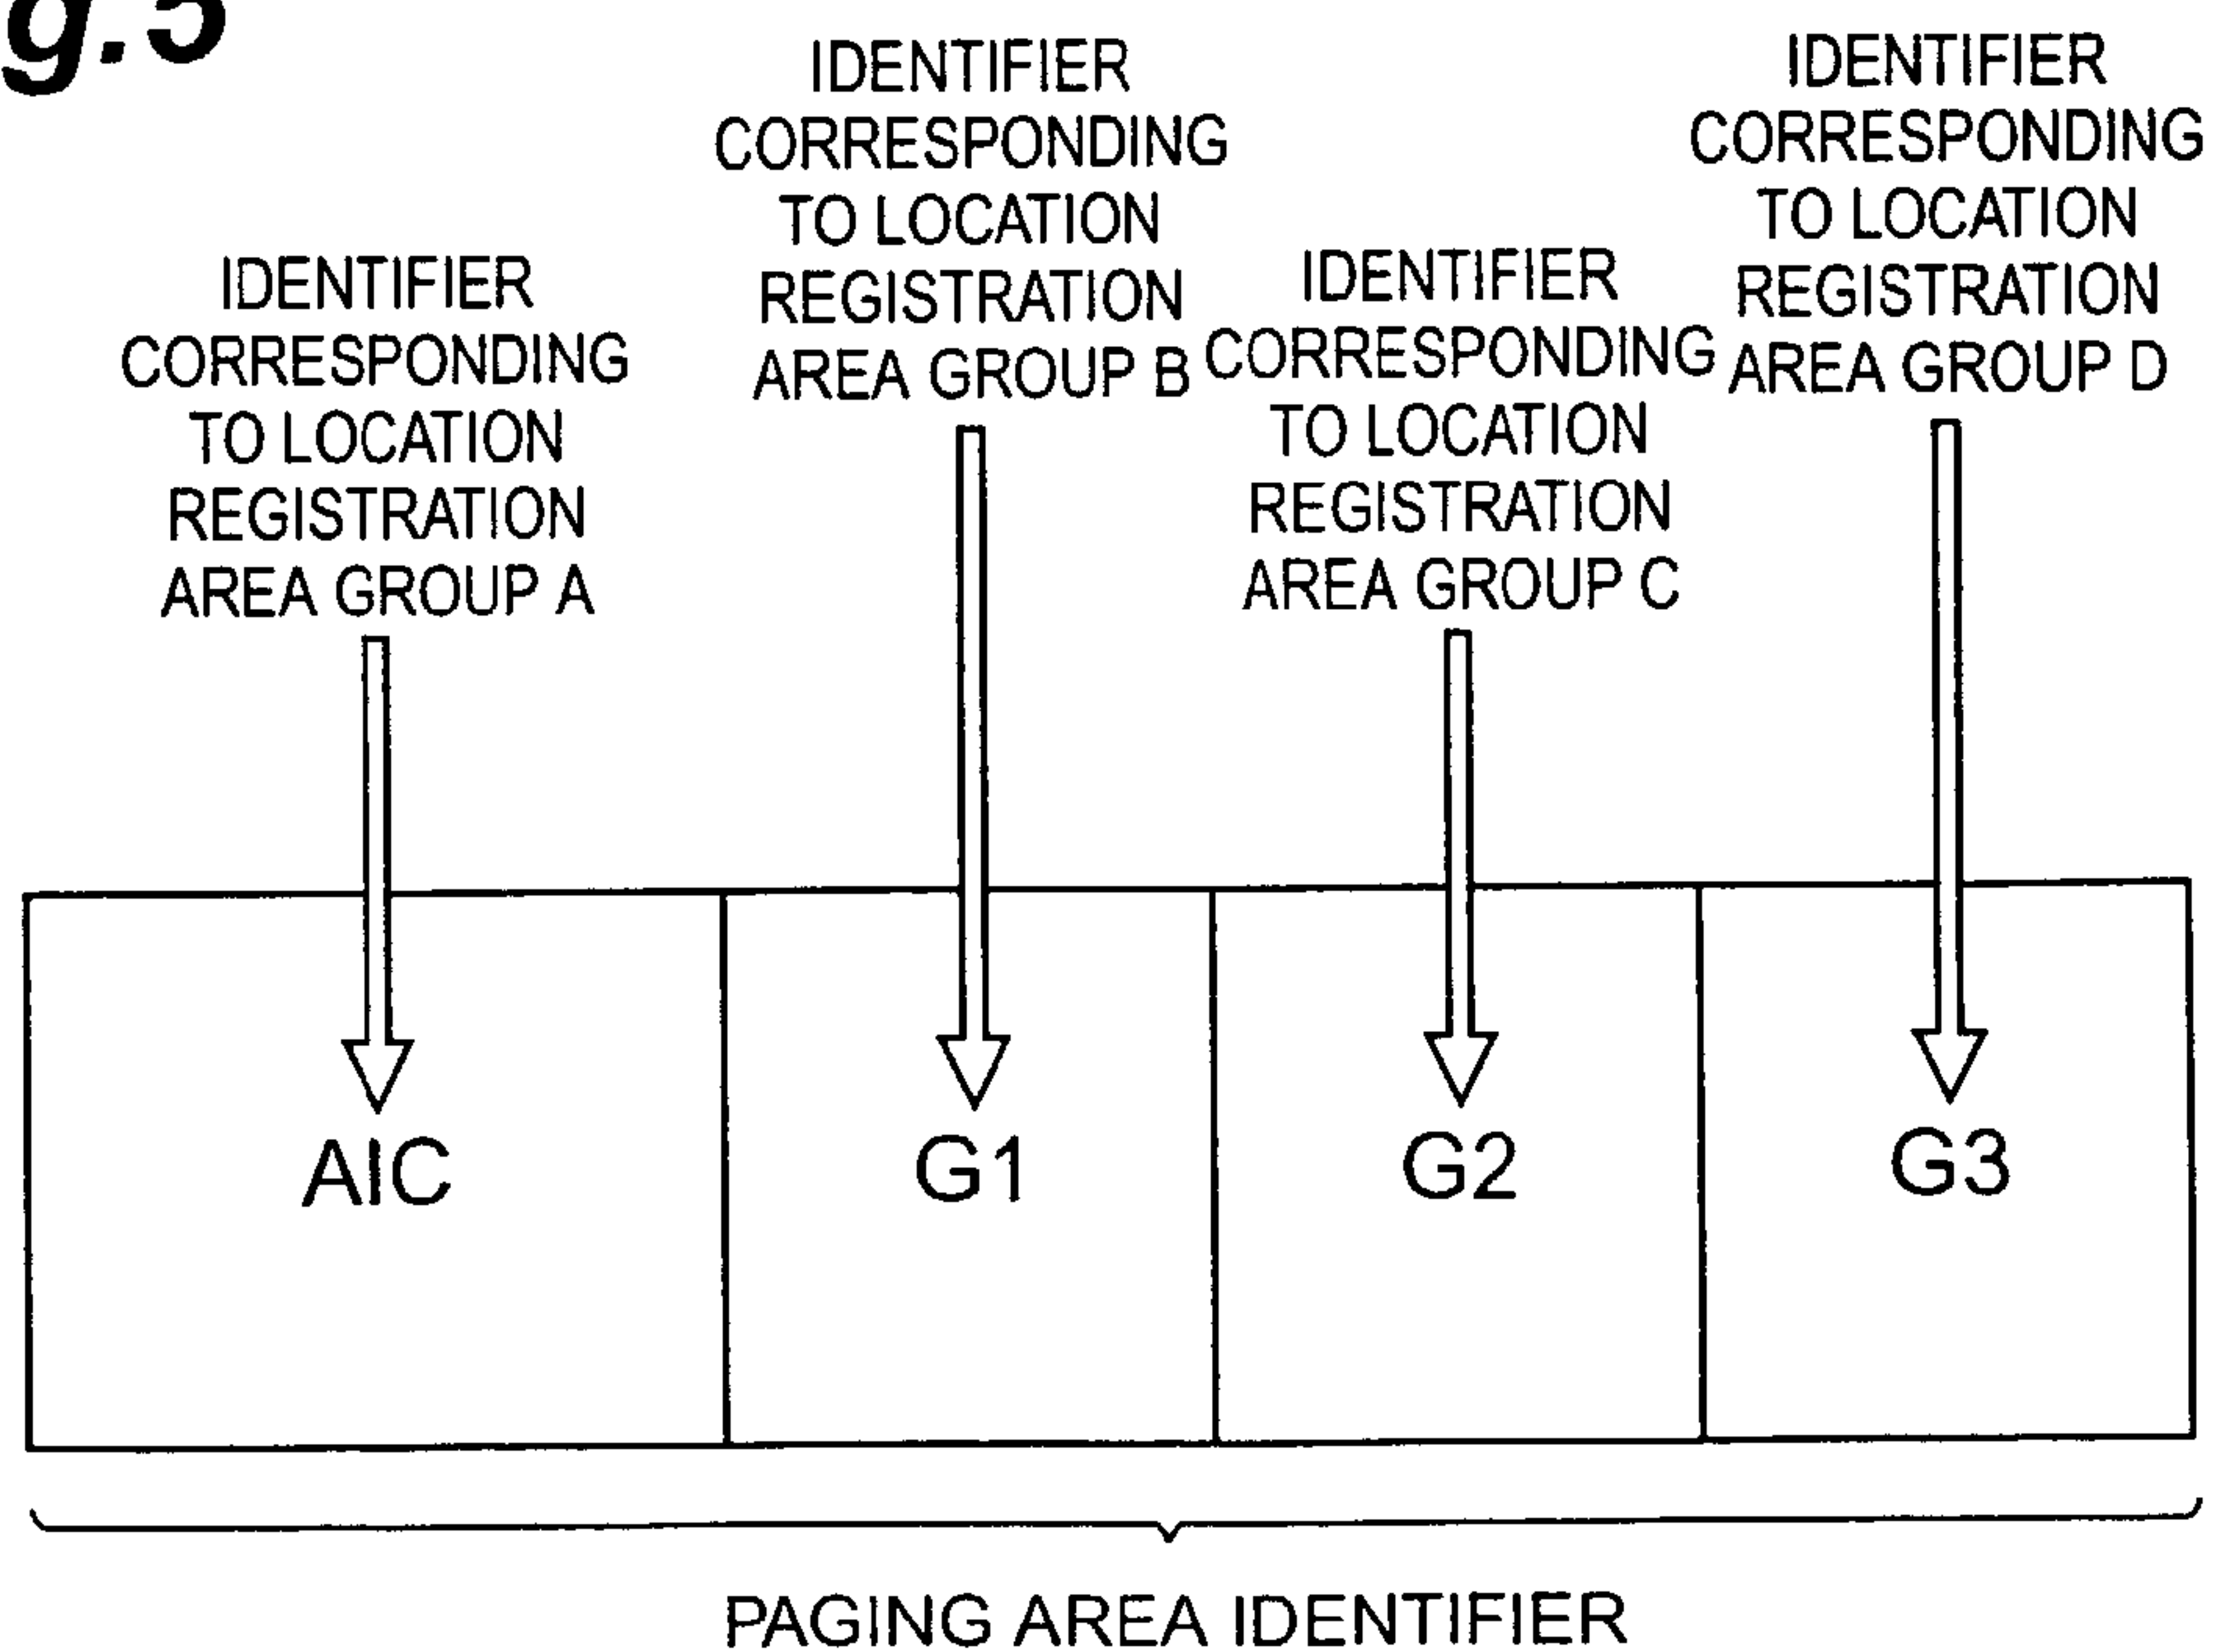 g.5
IDENTIFIER
CORRESPONDING
TO LOCATION
REGISTRATION
AREA GROUP A
IDENTIFIER
CORRESPONDING
TO LOCATION
REGISTRATION
AREA GROUP B
IDENTIFIER
CORRESPONDING
TO LOCATION
REGISTRATION
AREA GROUP C
IDENTIFIER
CORRESPONDING
TO LOCATION
REGISTRATION
AREA GROUP D
AIC
G1
G2
G3
PAGING AREA IDENTIFIER